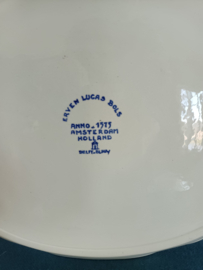 ERVEN LUCAS BOLS
ANNO. 1575
AMSTERDAM
HOLLAND